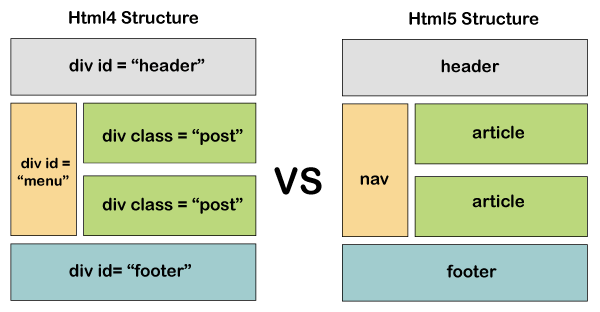 Html4 Structure
div id = “header”
div id =
“menu”
div class = “post”
div class = “post”
div id= “footer”
VS
Html5 Structure
header
nav
article
article
footer